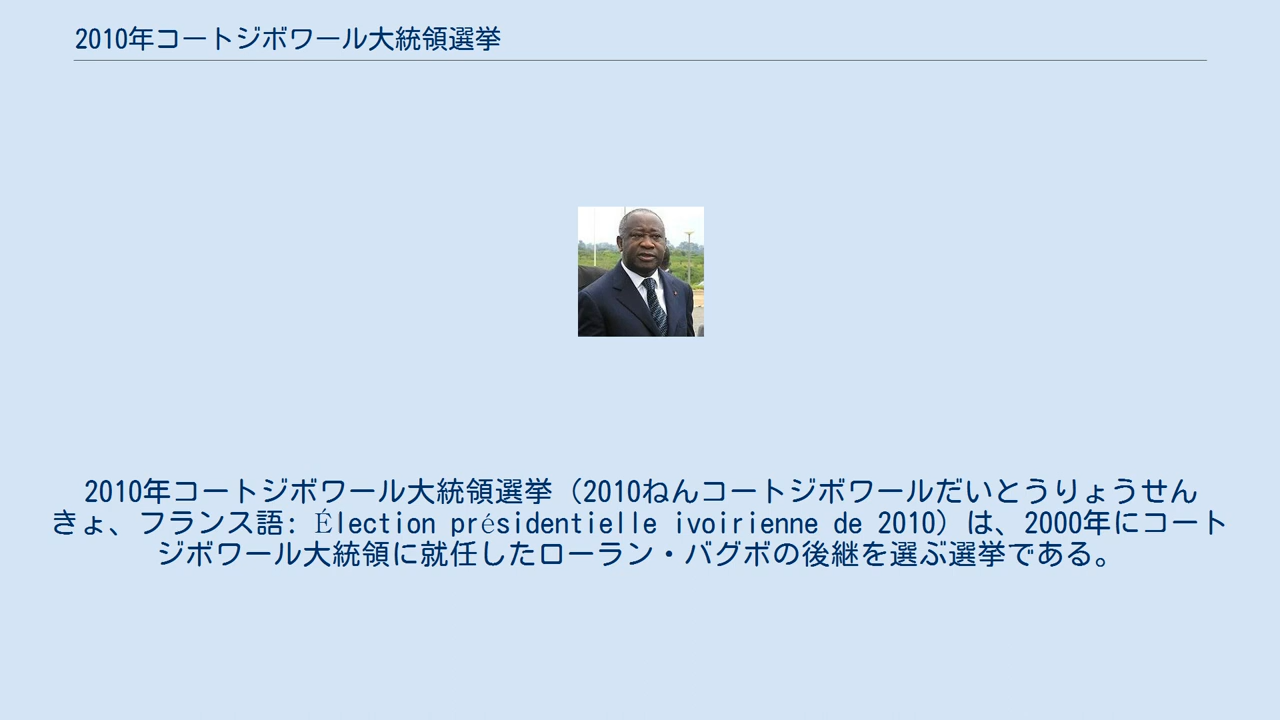 2010年コートジボワール大統領選挙
2010年コートジボワール大統領選挙（2010ねんコートジボワールだいとうりょうせん
きょ、フランス語: Élection présidentielle ivoirienne de 2010）は、2000年にコート
ジボワール大統領に就任したローラン・バグボの後継を選ぶ選挙である。